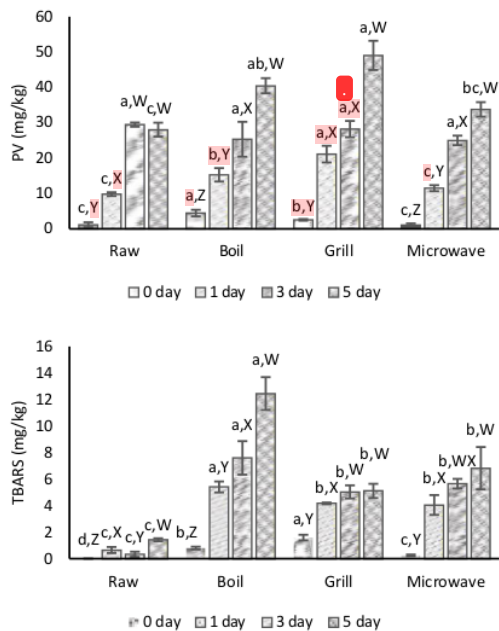 60
50
40
30
20
10
0
PV (mg/kg)
c,Y
c,X
a,W
c,W
a,Z
b,Y
a,X
ab,W
b,Y
a,X
a,X
a,W
c,Z
c,Y
a,X
bc,W
Raw Boil Grill Microwave
0 day 1 day 3 day 5 day
16
14
12
10
8
6
4
2
0
TBARS (mg/kg)
d,Z
c,X
c,Y
c,W
b,Z
a,Y
a,X
a,W
a,Y
b,X
b,W
b,W
c,Y
b,X
b,WX
b,W
Raw Boil Grill Microwave
0 day 1 day 3 day 5 day